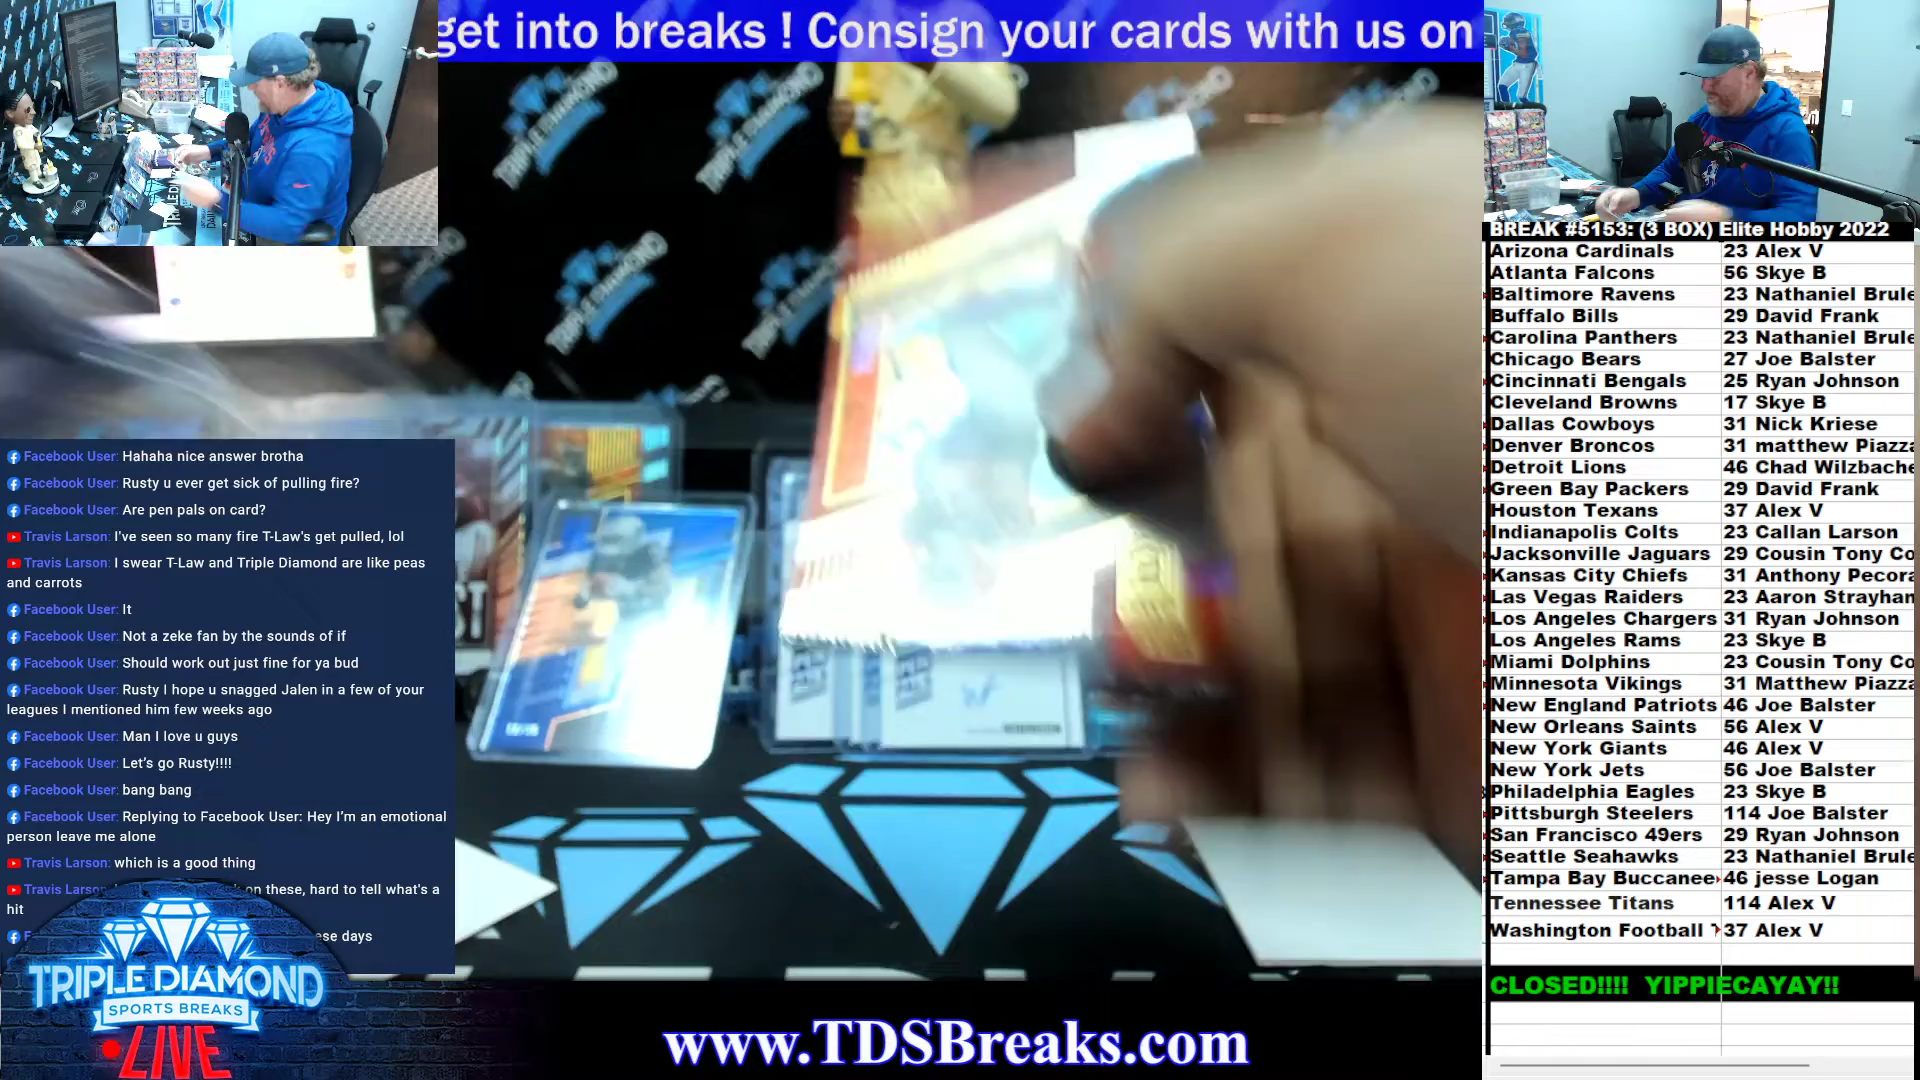 get into breaks ! Consign your cards with us on
TRIPLE DIAMOND
TRIPLE DIAMOND
TRIPLE DIAMOND
TRIPLE DIAMOND
BREAK #5153: (3 BOX) Elite Hobby 2022
Arizona Cardinals 23 Alex V
Atlanta Falcons 56 Skye B
Baltimore Ravens 23 Nathaniel Brule
Buffalo Bills 29 David Frank
Carolina Panthers 23 Nathaniel Brule
Chicago Bears 27 Joe Balster
Cincinnati Bengals 25 Ryan Johnson
Cleveland Browns 17 Skye B
Dallas Cowboys 31 Nick Kriese
Denver Broncos 31 matthew Piazza
Detroit Lions 46 Chad Wilzbache
Green Bay Packers 29 David Frank
Houston Texans 37 Alex V
Indianapolis Colts 23 Callan Larson
Jacksonville Jaguars 29 Cousin Tony Co
Kansas City Chiefs 31 Anthony Pecora
Las Vegas Raiders 23 Aaron Strayhan
Los Angeles Chargers 31 Ryan Johnson
Los Angeles Rams 23 Skye B
Miami Dolphins 23 Cousin Tony Co
Minnesota Vikings 31 Matthew Piazza
New England Patriots 46 Joe Balster
New Orleans Saints 56 Alex V
New York Giants 46 Alex V
New York Jets 56 Joe Balster
Philadelphia Eagles 23 Skye B
Pittsburgh Steelers 114 Joe Balster
San Francisco 49ers 29 Ryan Johnson
Seattle Seahawks 23 Nathaniel Brule
Tampa Bay Buccanee 46 jesse Logan
Tennessee Titans 114 Alex V
Washington Football 37 Alex V
CLOSED!!!! YIPPIECAYAY!!
Facebook User: Hahaha nice answer brotha
Facebook User: Rusty u ever get sick of pulling fire?
Facebook User: Are pen pals on card?
Travis Larson: I've seen so many fire T-Law's get pulled, lol
Travis Larson: I swear T-Law and Triple Diamond are like peas
and carrots
Facebook User: It
Facebook User: Not a zeke fan by the sounds of if
Facebook User: Should work out just fine for ya bud
Facebook User: Rusty I hope u snagged Jalen in a few of your
leagues I mentioned him few weeks ago
Facebook User: Man I love u guys
Facebook User: Let’s go Rusty!!!!
Facebook User: bang bang
Facebook User: Replying to Facebook User: Hey I’m an emotional
person leave me alone
Travis Larson: which is a good thing
Travis Larson on these, hard to tell what's a
hit
ese days
TRIPLE DIAMOND
SPORTS BREAKS
LIVE
www.TDSBreaks.com